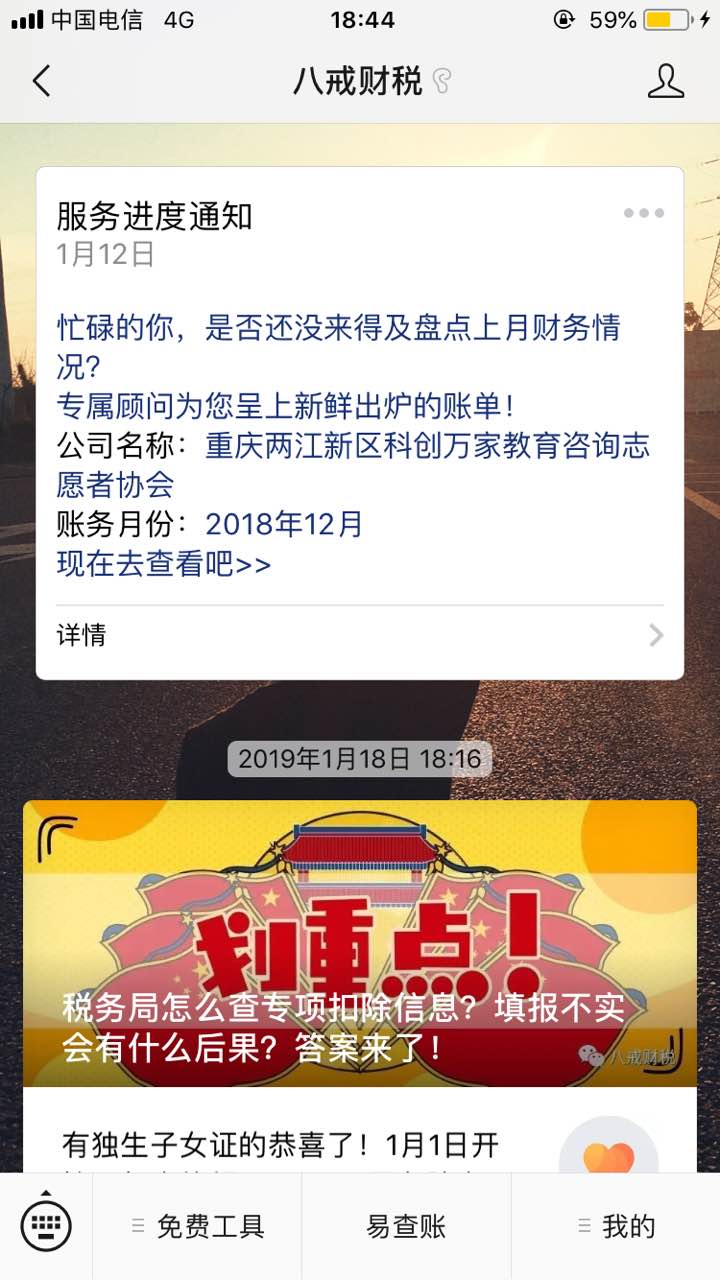 中国电信 4G 18:44 59%
八戒财税
服务进度通知
1月12日
忙碌的你，是否还没来得及盘点上月财务情
况？
专属顾问为您呈上新鲜出炉的账单！
公司名称：重庆两江新区科创万家教育咨询志
愿者协会
账务月份：2018年12月
现在去查看吧>>
详情
2019年1月18日 18:16
划重点！
税务局怎么查专项扣除信息？填报不实
会有什么后果？答案来了！
八戒财税
有独生子女证的恭喜了！1月1日开
免费工具 易查账 我的